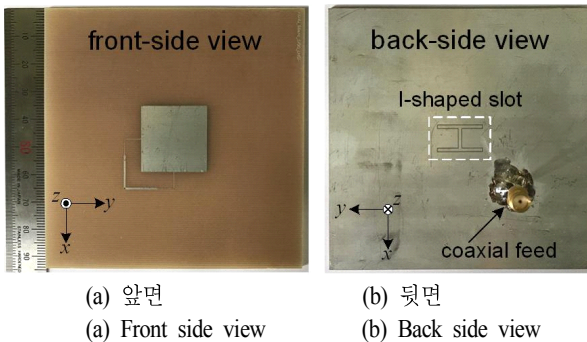 front-side view
back-side view
I-shaped slot
z
y
x
y
z
x
coaxial feed
90
(a) 앞면
(b) 뒷면
(a) Front side view
(b) Back side view